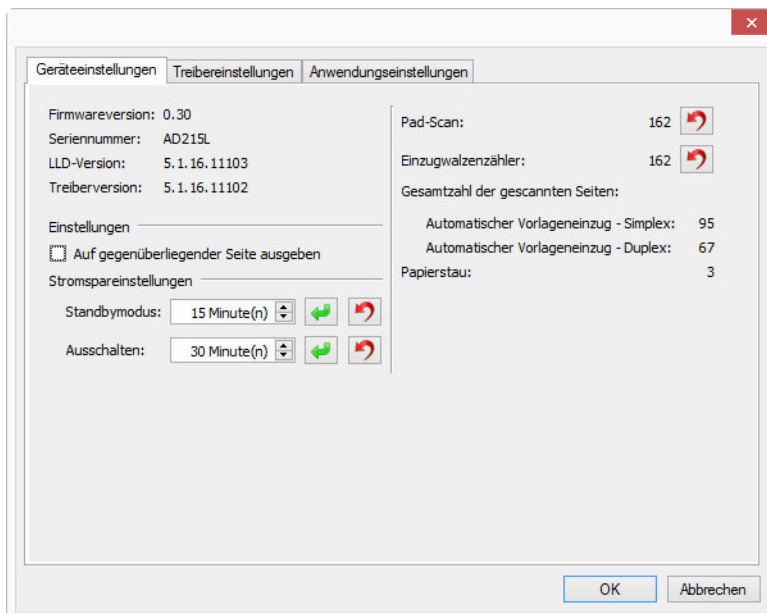 Geräteeinstellungen Treibereinstellungen Anwendungseinstellungen
Firmwareversion: 0.30
Seriennummer: AD215L
LLD-Version: 5.1.16.11103
Treiberversion: 5.1.16.11102
Einstellungen
Auf gegenüberliegender Seite ausgeben
Stromspareinstellungen
Standbymodus: 15 Minute(n)
Ausschalten: 30 Minute(n)
Pad-Scan: 162
Einzugwalzenzähler: 162
Gesamtzahl der gescannten Seiten:
Automatischer Vorlageneinzug - Simplex: 95
Automatischer Vorlageneinzug - Duplex: 67
Papierstau: 3
OK Abbrechen